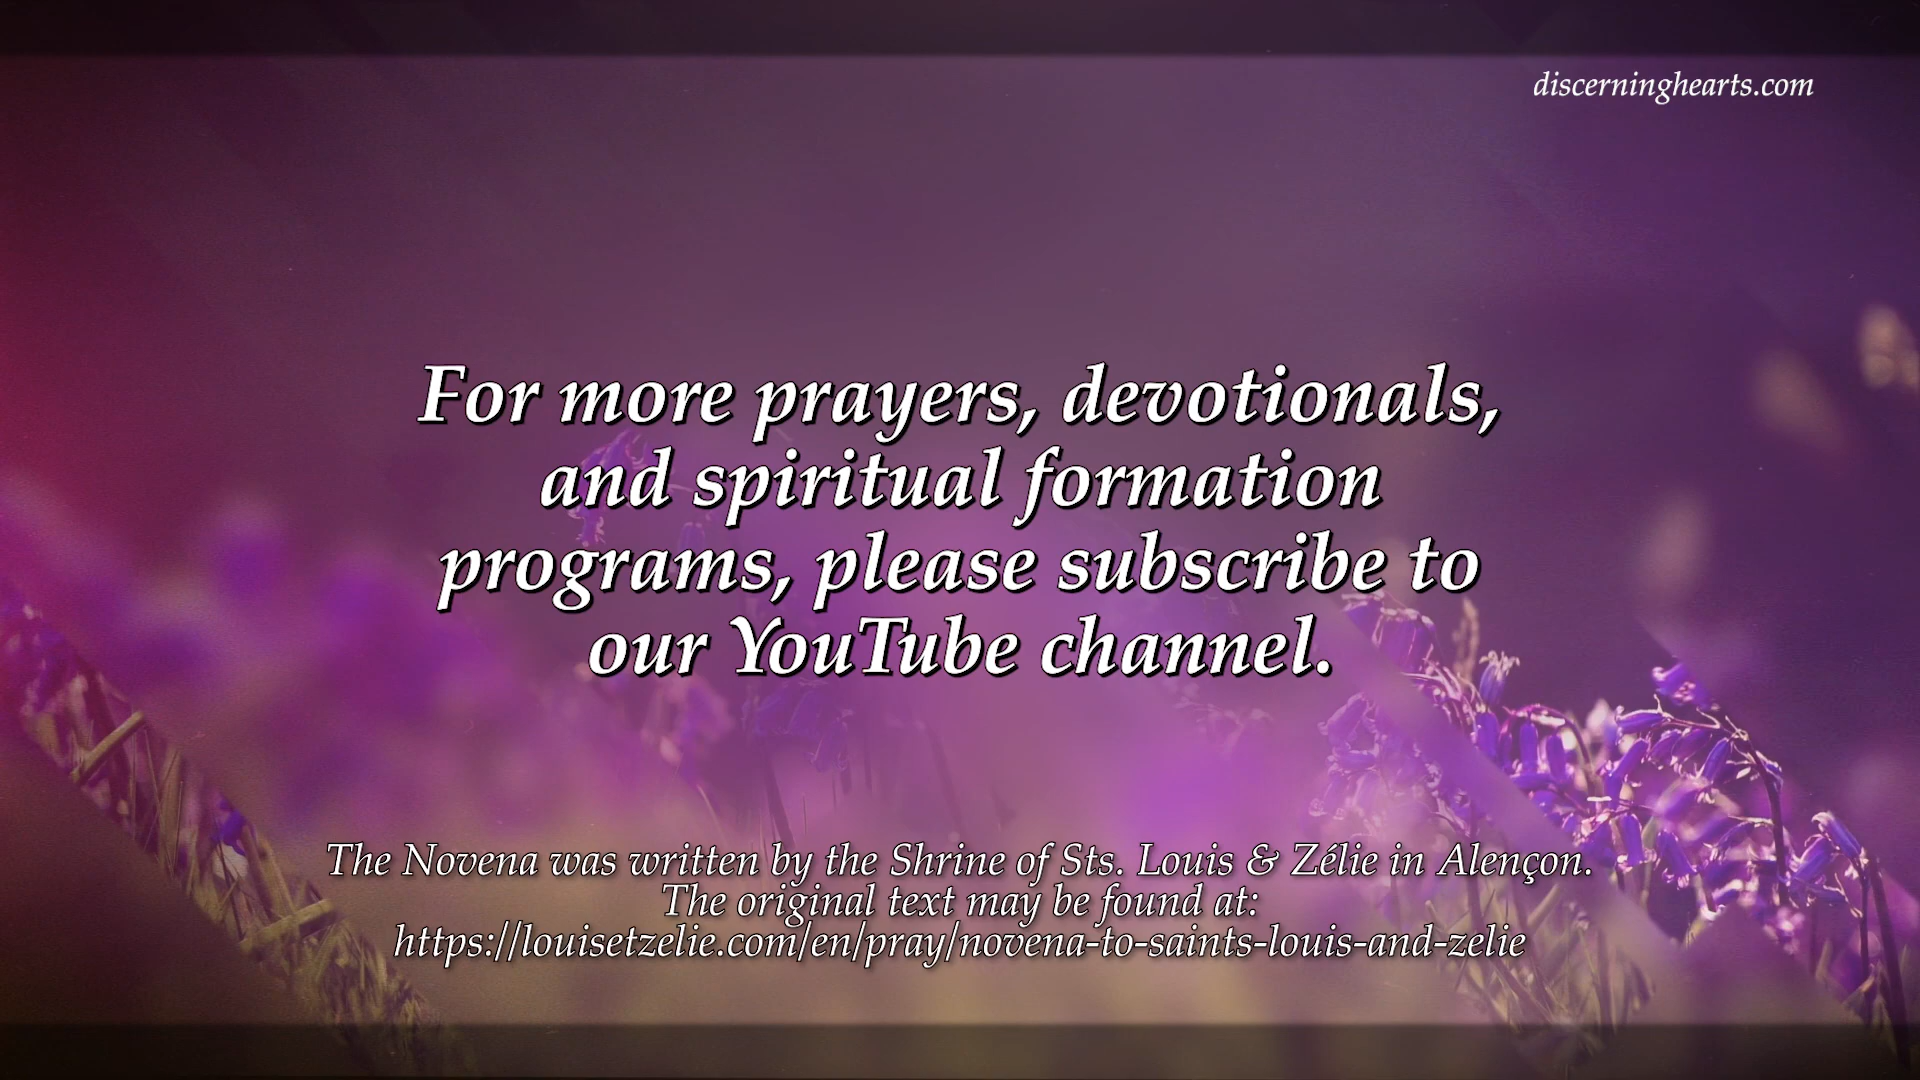 discerninghearts.com
For more prayers, devotionals,
and spiritual formation
programs, please subscribe to
our YouTube channel.
The Novena was written by the Shrine of Sts. Louis & Zélie in Alençon.
The original text may be found at:
https://louisetzelie.com/en/pray/novena-to-saints-louis-and-zelie